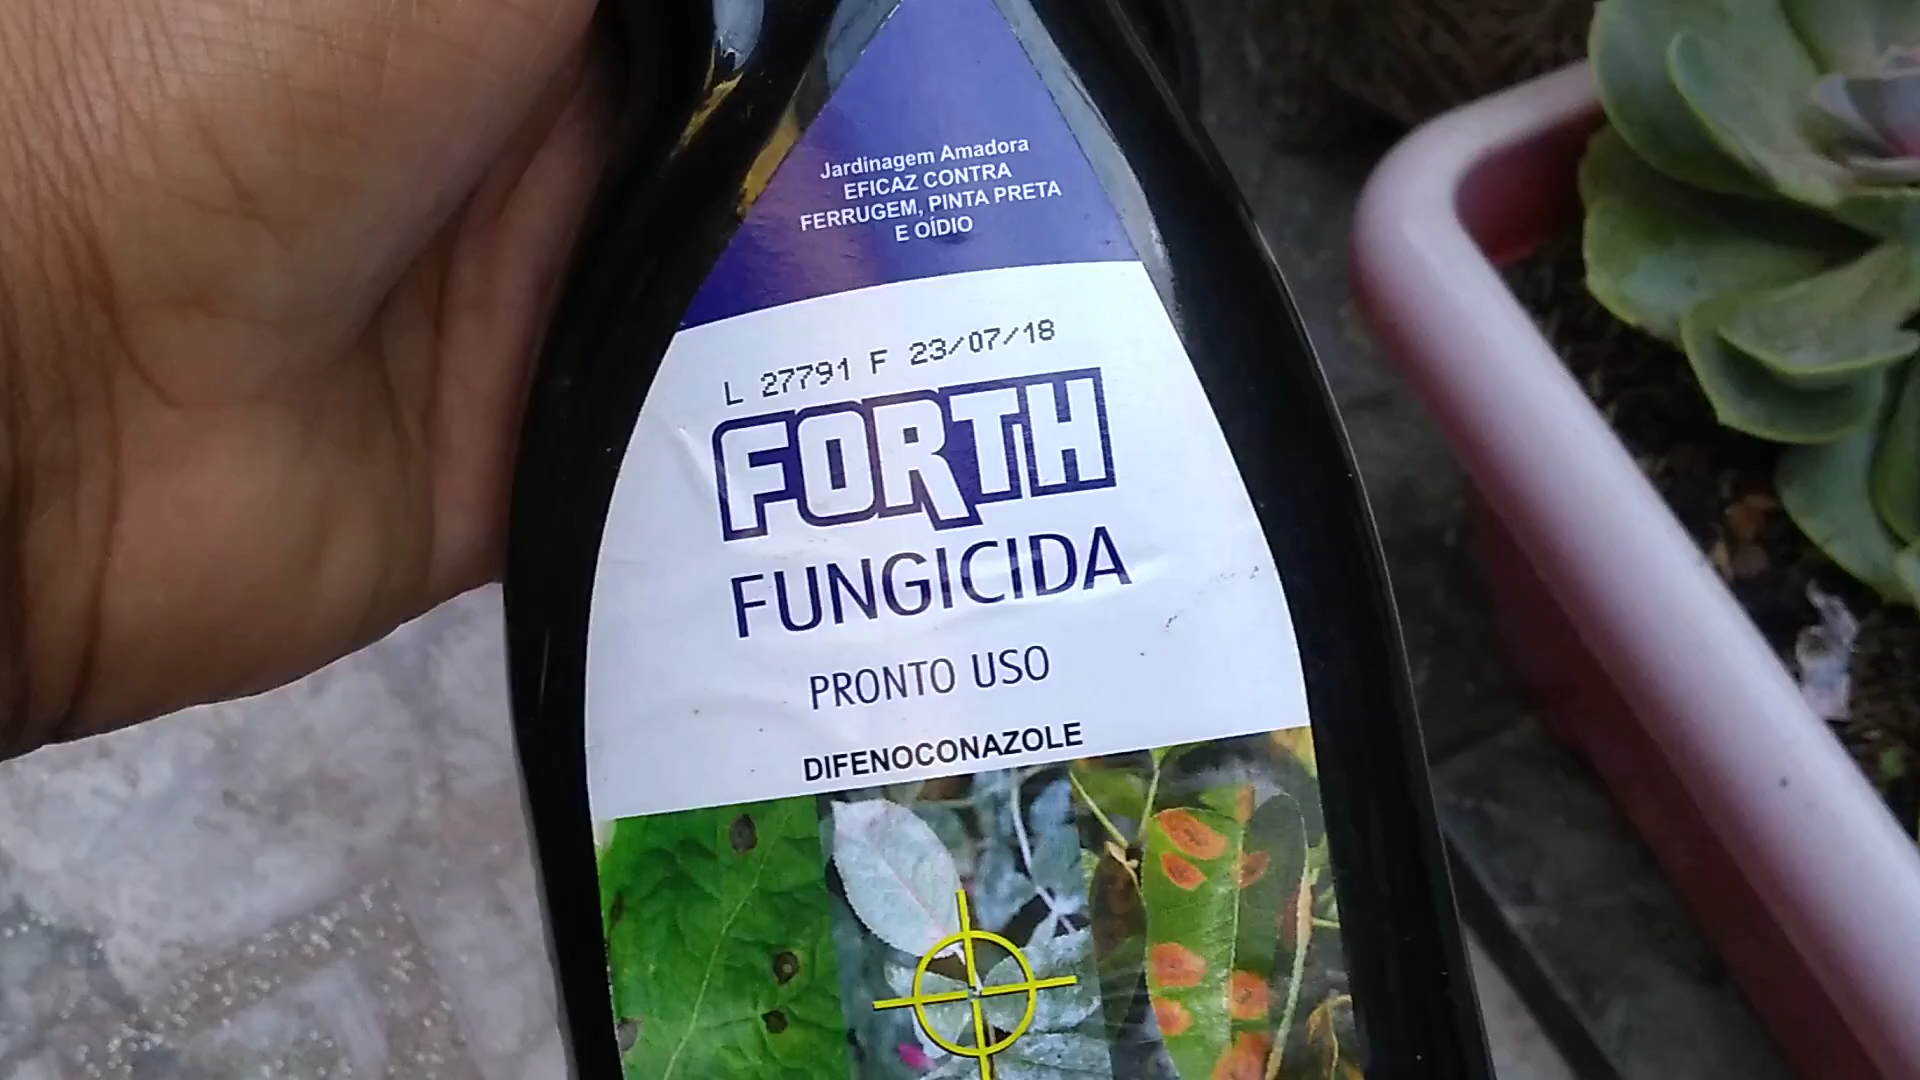 Jardinagem Amadora
EFICAZ CONTRA
FERRUGEM, PINTA PRETA
E OÍDIO
L 27791 F 23/07/18
FORTH
FUNGICIDA
PRONTO USO
DIFENOCONAZOLE